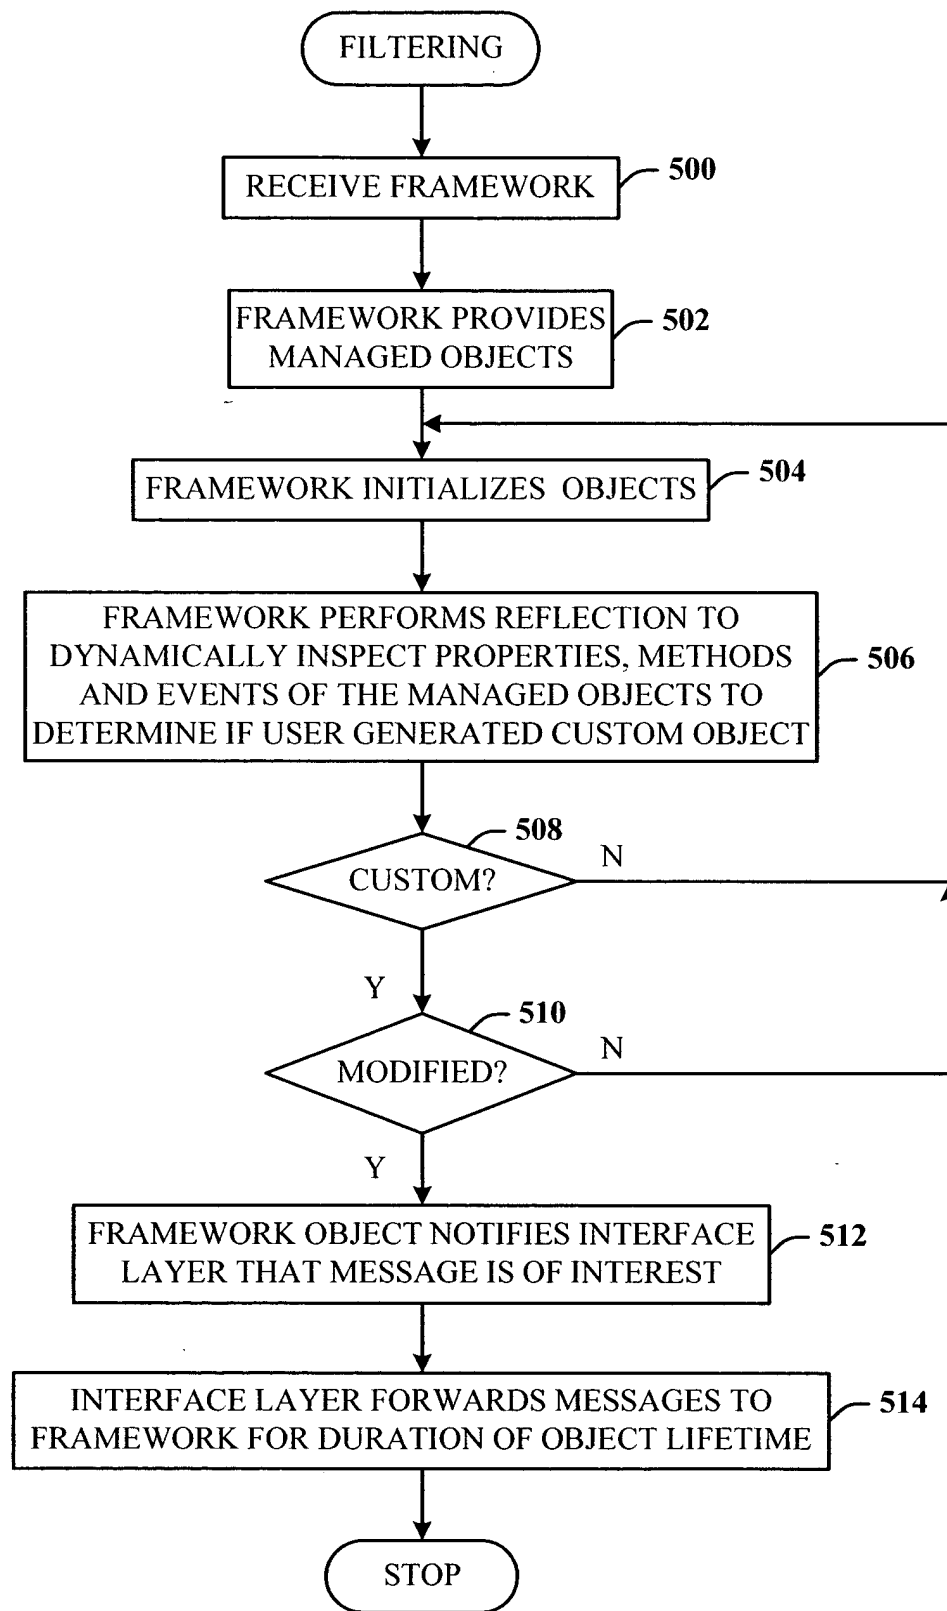 FILTERING
RECEIVE FRAMEWORK
500
FRAMEWORK PROVIDES
MANAGED OBJECTS
502
FRAMEWORK INITIALIZES OBJECTS
504
FRAMEWORK PERFORMS REFLECTION TO
DYNAMICALLY INSPECT PROPERTIES, METHODS
AND EVENTS OF THE MANAGED OBJECTS TO
DETERMINE IF USER GENERATED CUSTOM OBJECT
506
508
CUSTOM?
N
Y
510
MODIFIED?
N
Y
FRAMEWORK OBJECT NOTIFIES INTERFACE
LAYER THAT MESSAGE IS OF INTEREST
512
INTERFACE LAYER FORWARDS MESSAGES TO
FRAMEWORK FOR DURATION OF OBJECT LIFETIME
514
STOP